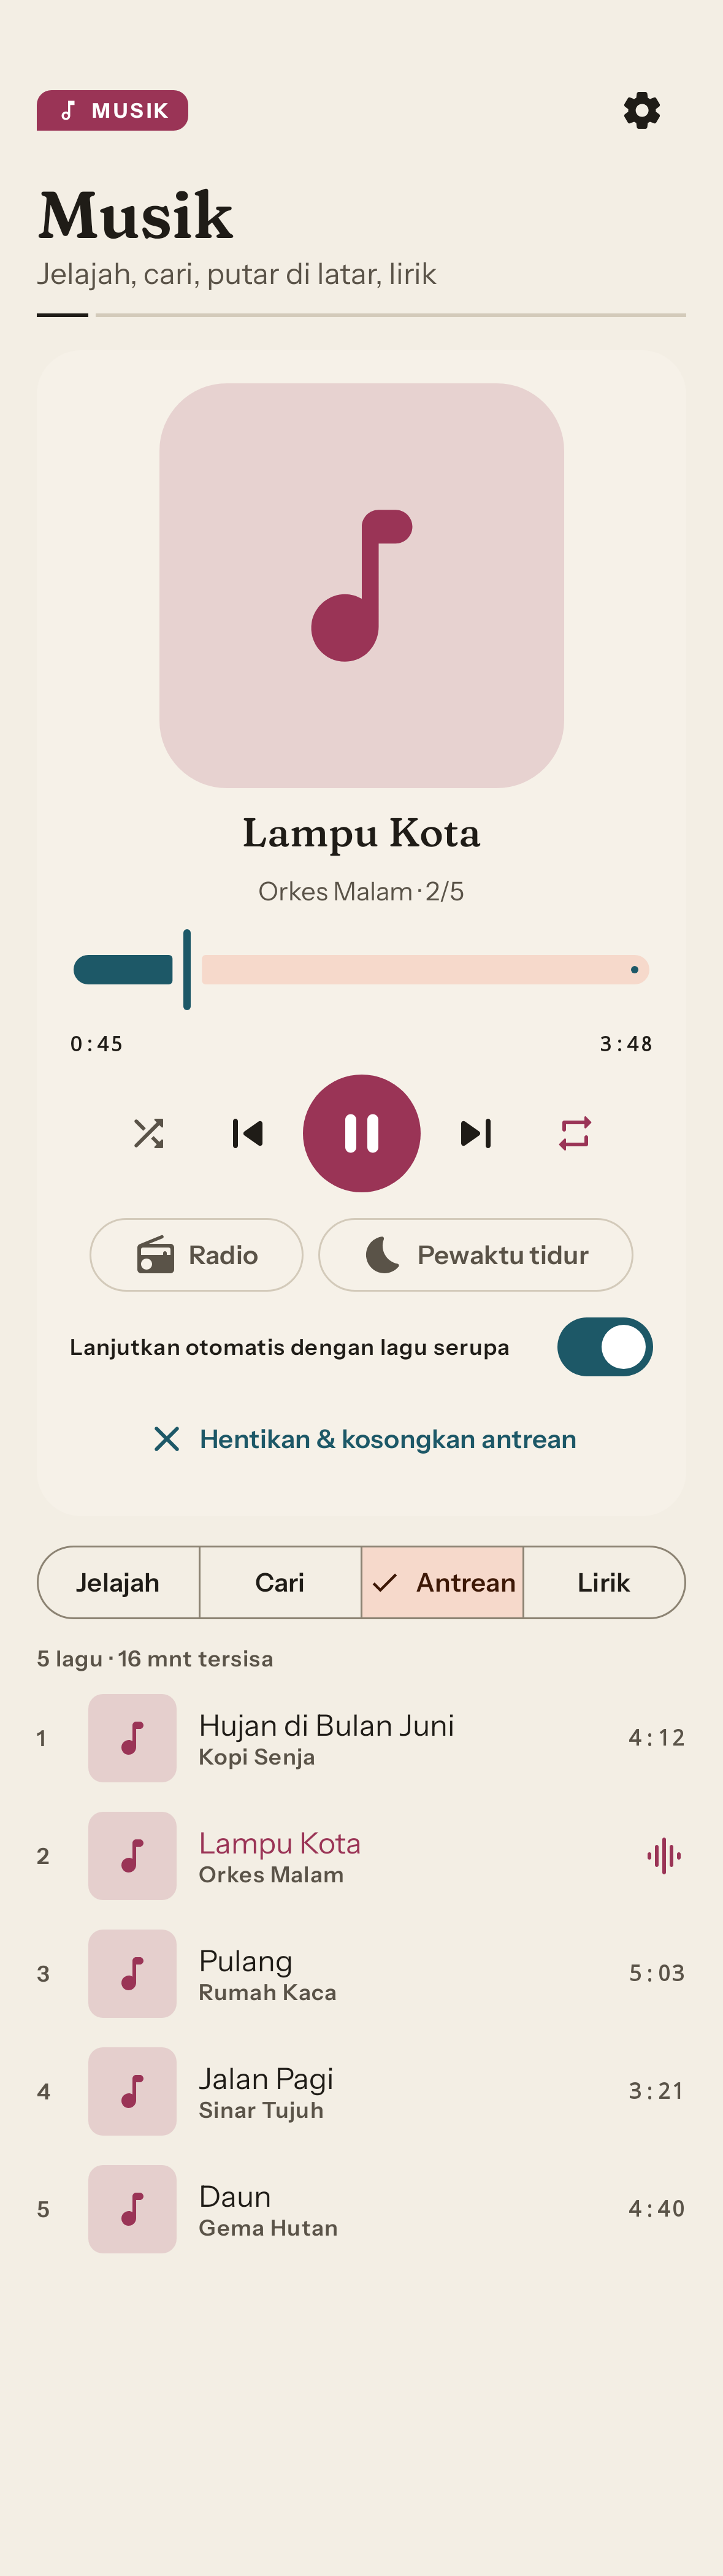 MUSIK
Musik
Jelajah, cari, putar di latar, lirik
Lampu Kota
Orkes Malam · 2/5
0:45
3:48
Radio
Pewaktu tidur
Lanjutkan otomatis dengan lagu serupa
Hentikan & kosongkan antrean
Jelajah
Cari
Antrean
Lirik
5 lagu · 16 mnt tersisa
1
Hujan di Bulan Juni
Kopi Senja
4:12
2
Lampu Kota
Orkes Malam
3
Pulang
Rumah Kaca
5:03
4
Jalan Pagi
Sinar Tujuh
3:21
5
Daun
Gema Hutan
4:40